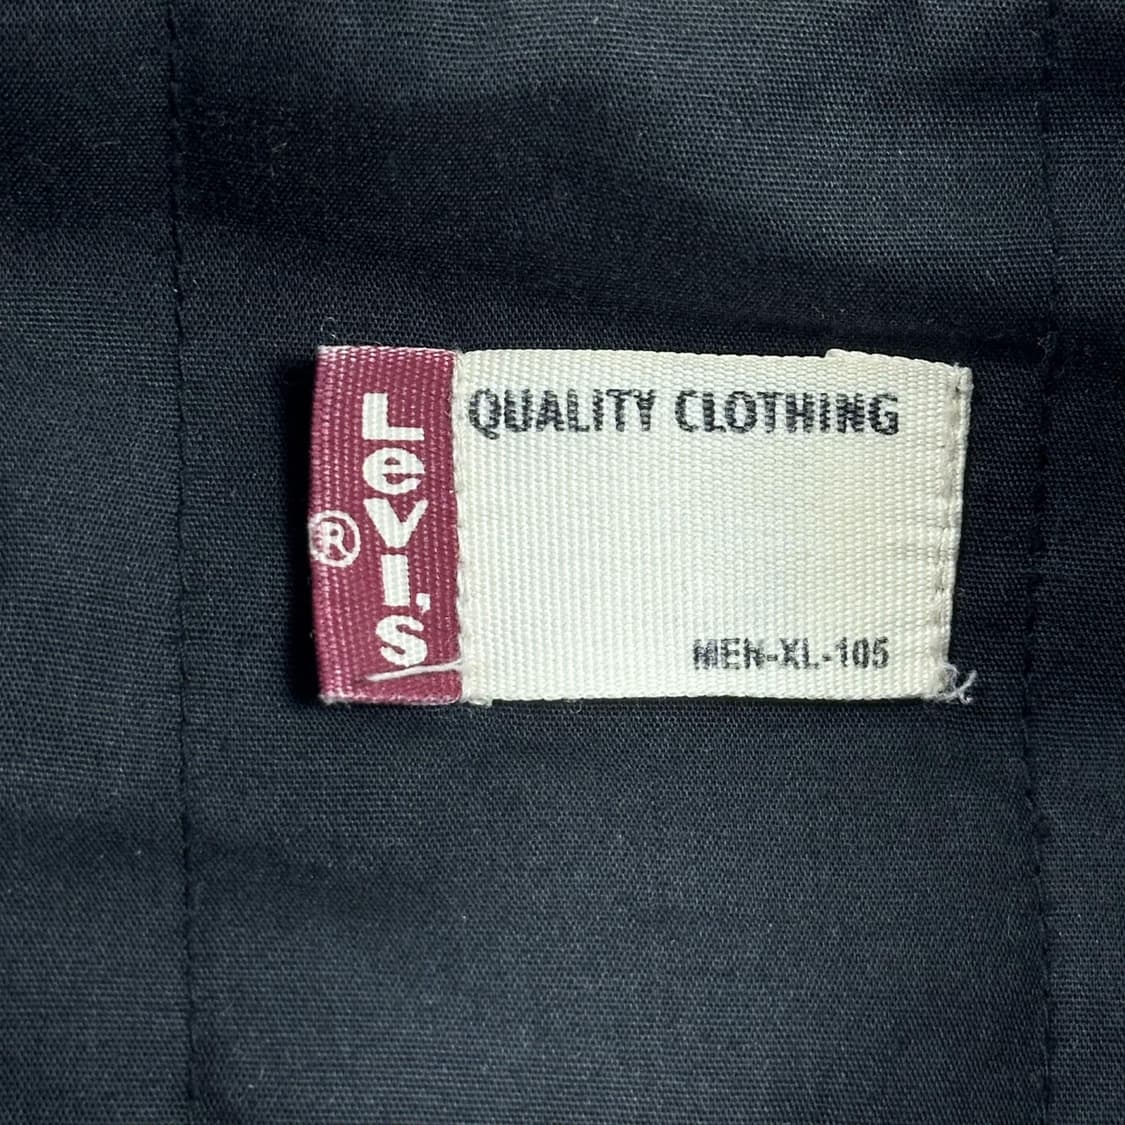 LeVI'S
®
QUALITY CLOTHING
MEN-XL-105